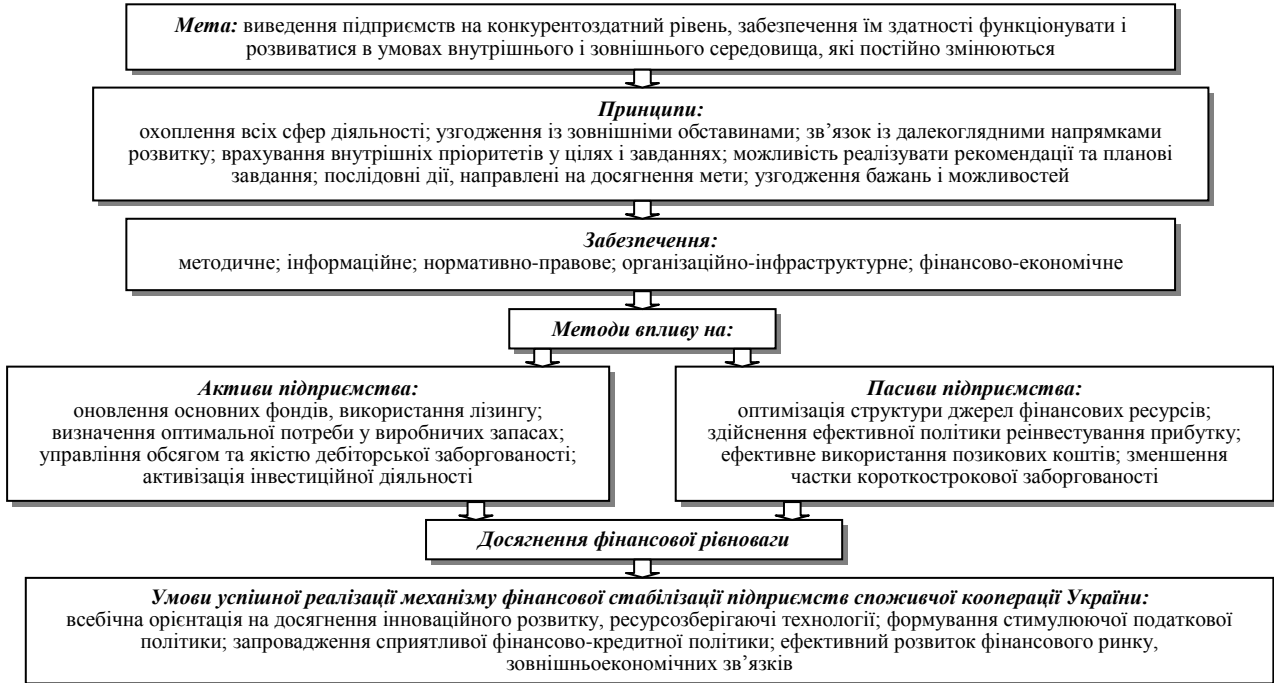 Мета: виведення підприємств на конкурентоздатний рівень, забезпечення їм здатності функціонувати і
розвиватися в умовах внутрішнього і зовнішнього середовища, які постійно змінюються
Принципи:
охоплення всіх сфер діяльності; узгодження із зовнішніми обставинами; зв’язок із далекоглядними напрямками
розвитку; врахування внутрішніх пріоритетів у цілях і завданнях; можливість реалізувати рекомендації та планові
завдання; послідовні дії, направлені на досягнення мети; узгодження бажань і можливостей
Забезпечення:
методичне; інформаційне; нормативно-правове; організаційно-інфраструктурне; фінансово-економічне
Методи впливу на:
Активи підприємства:
оновлення основних фондів, використання лізингу;
визначення оптимальної потреби у виробничих запасах;
управління обсягом та якістю дебіторської заборгованості;
активізація інвестиційної діяльності
Пасиви підприємства:
оптимізація структури джерел фінансових ресурсів;
здійснення ефективної політики реінвестування прибутку;
ефективне використання позикових коштів; зменшення
частки короткострокової заборгованості
Досягнення фінансової рівноваги
Умови успішної реалізації механізму фінансової стабілізації підприємств споживчої кооперації України:
всебічна орієнтація на досягнення інноваційного розвитку, ресурсозберігаючі технології; формування стимулюючої податкової
політики; запровадження сприятливої фінансово-кредитної політики; ефективний розвиток фінансового ринку,
зовнішньоекономічних зв’язків